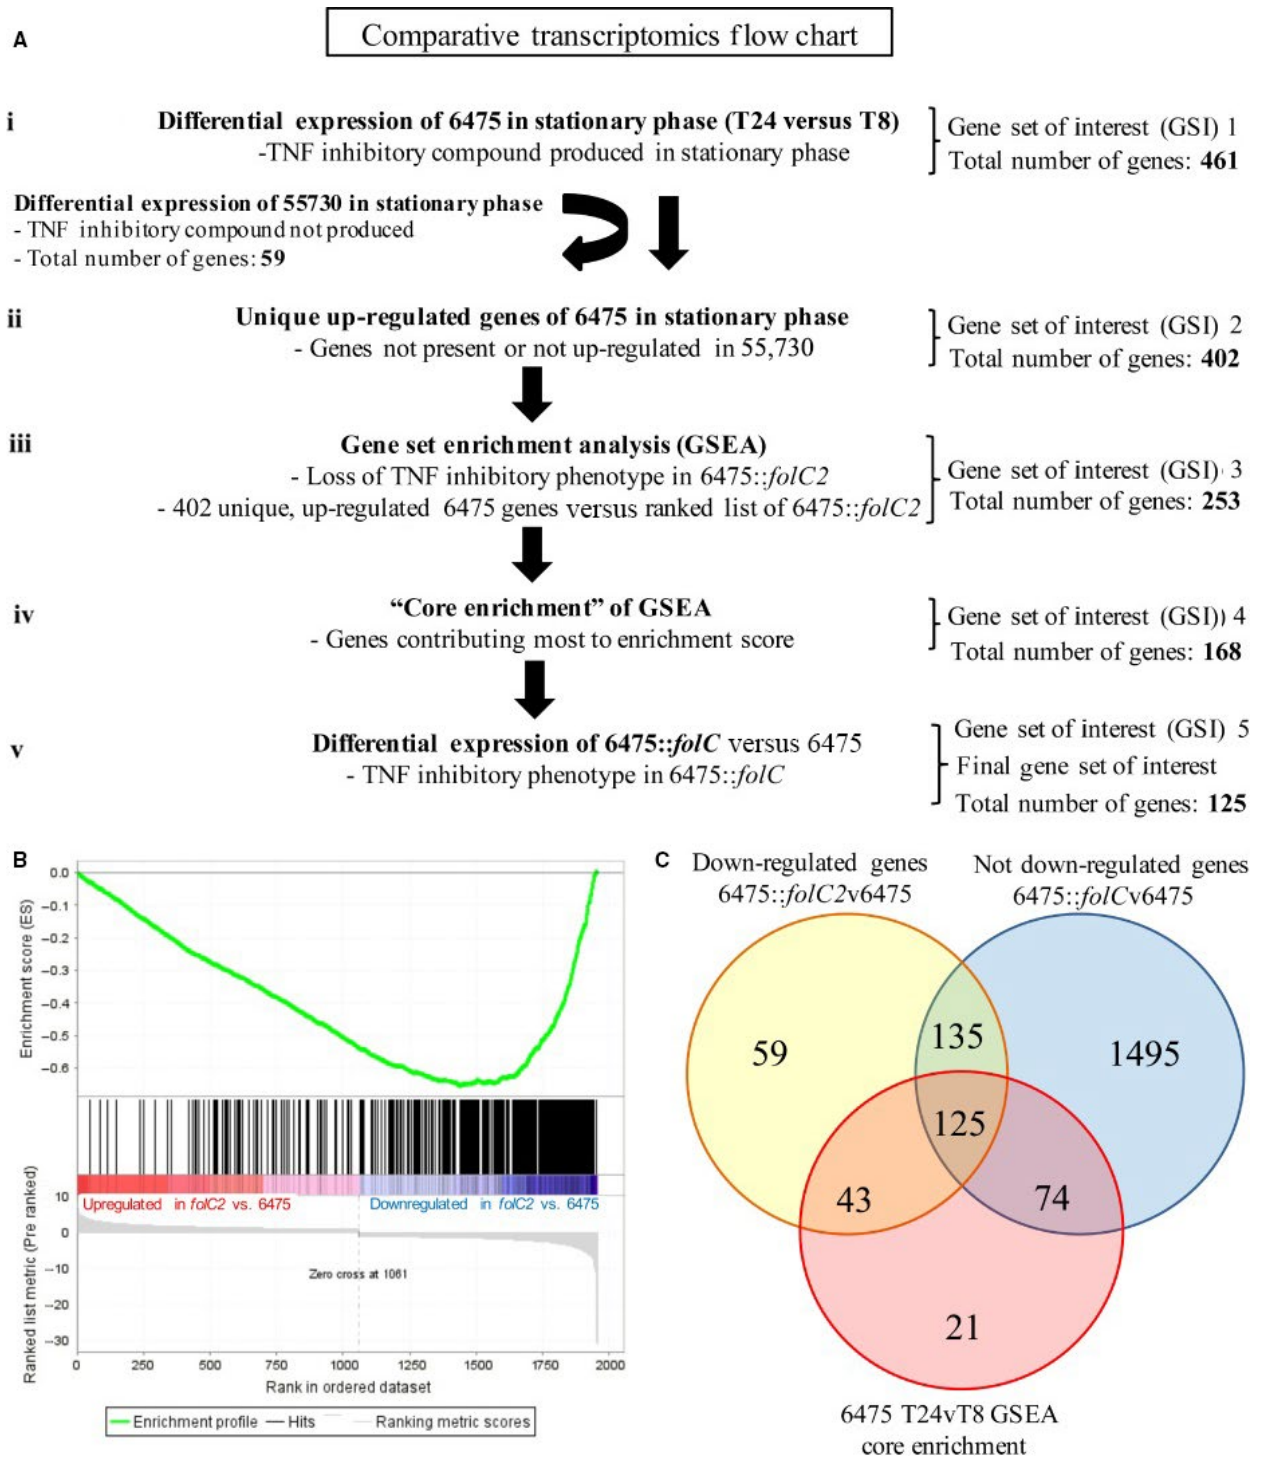 Comparative transcriptomics flow chart
A
i
Differential expression of 6475 in stationary phase (T24 versus T8)
-TNF inhibitory compound produced in stationary phase
Gene set of interest (GSI) 1
Total number of genes: 461
Differential expression of 55730 in stationary phase
- TNF inhibitory compound not produced
- Total number of genes: 59
ii
Unique up-regulated genes of 6475 in stationary phase
- Genes not present or not up-regulated in 55,730
Gene set of interest (GSI) 2
Total number of genes: 402
iii
Gene set enrichment analysis (GSEA)
- Loss of TNF inhibitory phenotype in 6475::folC2
- 402 unique, up-regulated 6475 genes versus ranked list of 6475::folC2
Gene set of interest (GSI) 3
Total number of genes: 253
iv
“Core enrichment” of GSEA
- Genes contributing most to enrichment score
Gene set of interest (GSI)) 4
Total number of genes: 168
v
Differential expression of 6475::folC versus 6475
- TNF inhibitory phenotype in 6475::folC
Gene set of interest (GSI) 5
Final gene set of interest
Total number of genes: 125
B
Enrichment score (ES)
0.0
-0.1
-0.2
-0.3
-0.4
-0.5
-0.6
Upregulated in folC2 vs. 6475
Downregulated in folC2 vs. 6475
Ranked list metric (Pre ranked)
10
0
-10
-20
-30
Zero cross at 1061
0 250 500 750 1000 1250 1500 1750 2000
Rank in ordered dataset
Enrichment profile Hits Ranking metric scores
C
Down-regulated genes
6475::folC2v6475
Not down-regulated genes
6475::folCv6475
59
135
1495
125
43
74
21
6475 T24vT8 GSEA
core enrichment